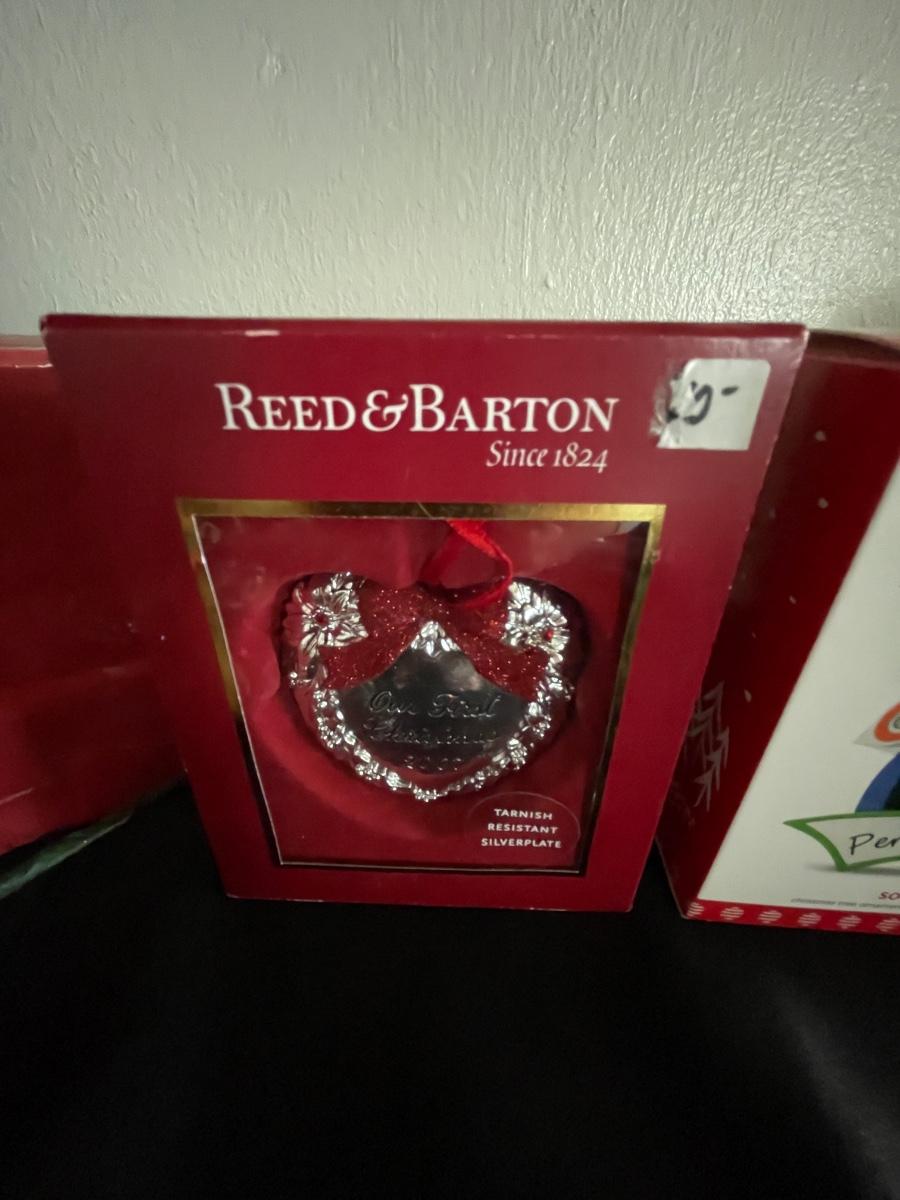 REED & BARTON
Since 1824
Our First
Christmas
TARNISH
RESISTANT
SILVERPLATE